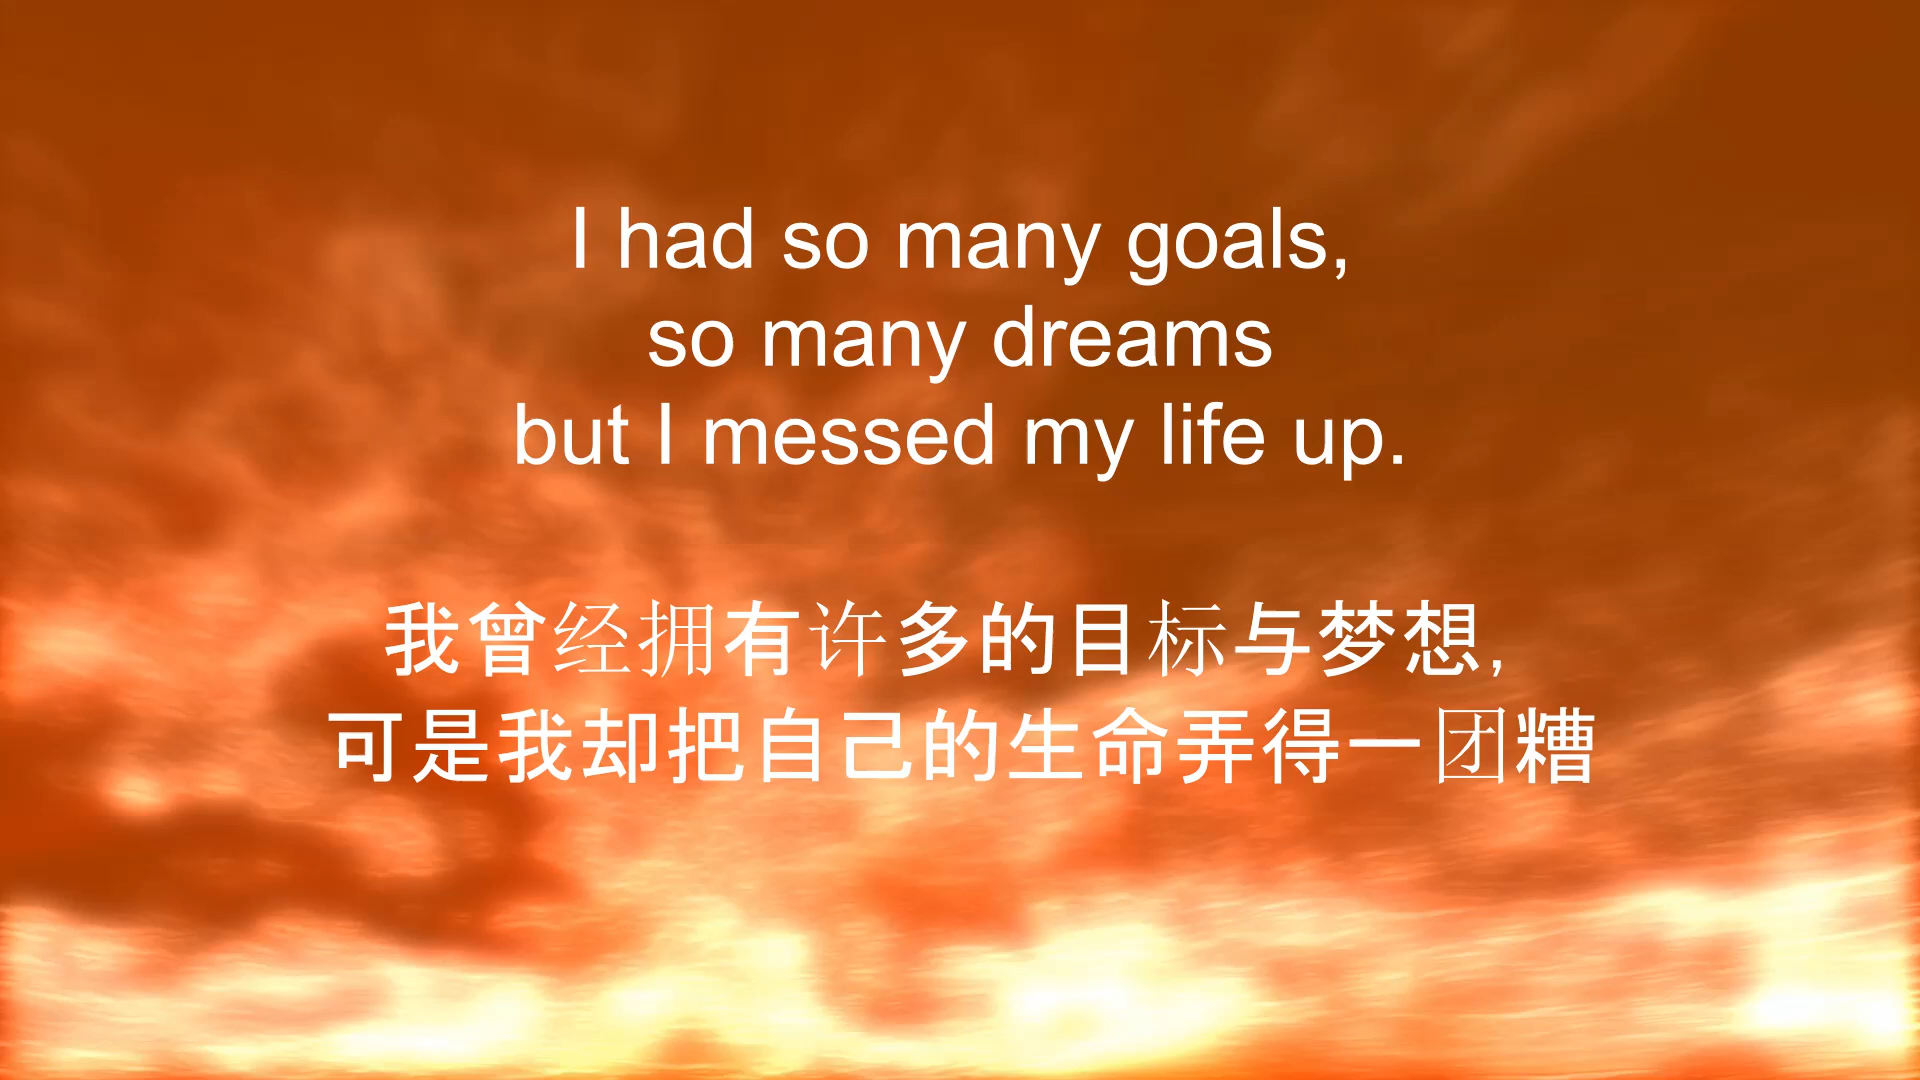 I had so many goals,
so many dreams
but I messed my life up.
我曾经拥有许多的目标与梦想,
可是我却把自己的生命弄得一团糟